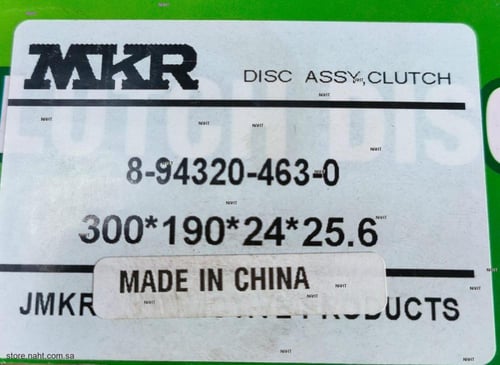 MKR
DISC ASSY, CLUTCH
8-94320-463-0
300*190*24*25.6
MADE IN CHINA
JMKR PRODUCTS
store.naht.com.sa